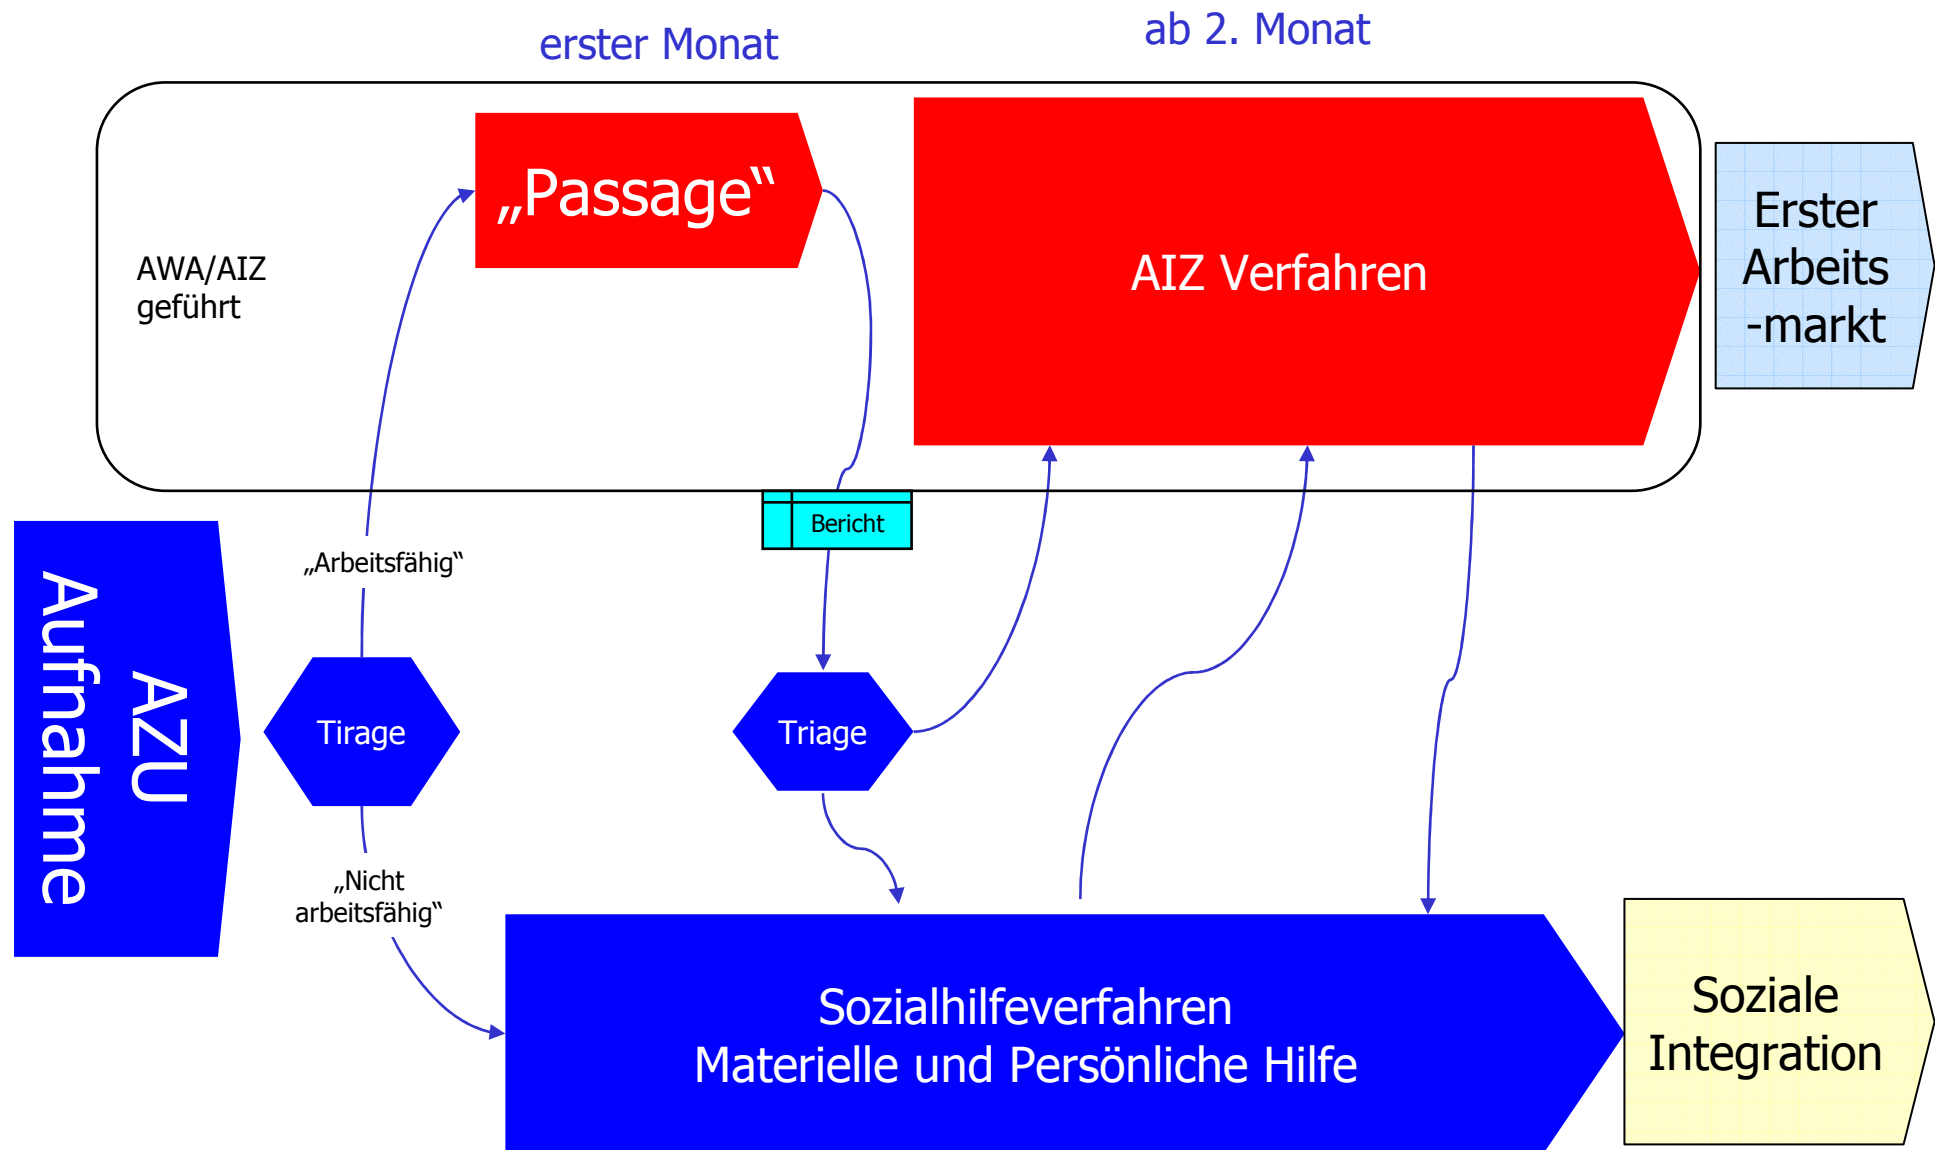 erster Monat
ab 2. Monat
„Passage“
AWA/AIZ
geführt
AIZ Verfahren
Erster
Arbeits
-markt
Bericht
„Arbeitsfähig“
AZU
Aufnahme
Tirage
Triage
„Nicht
arbeitsfähig“
Sozialhilfeverfahren
Materielle und Persönliche Hilfe
Soziale
Integration